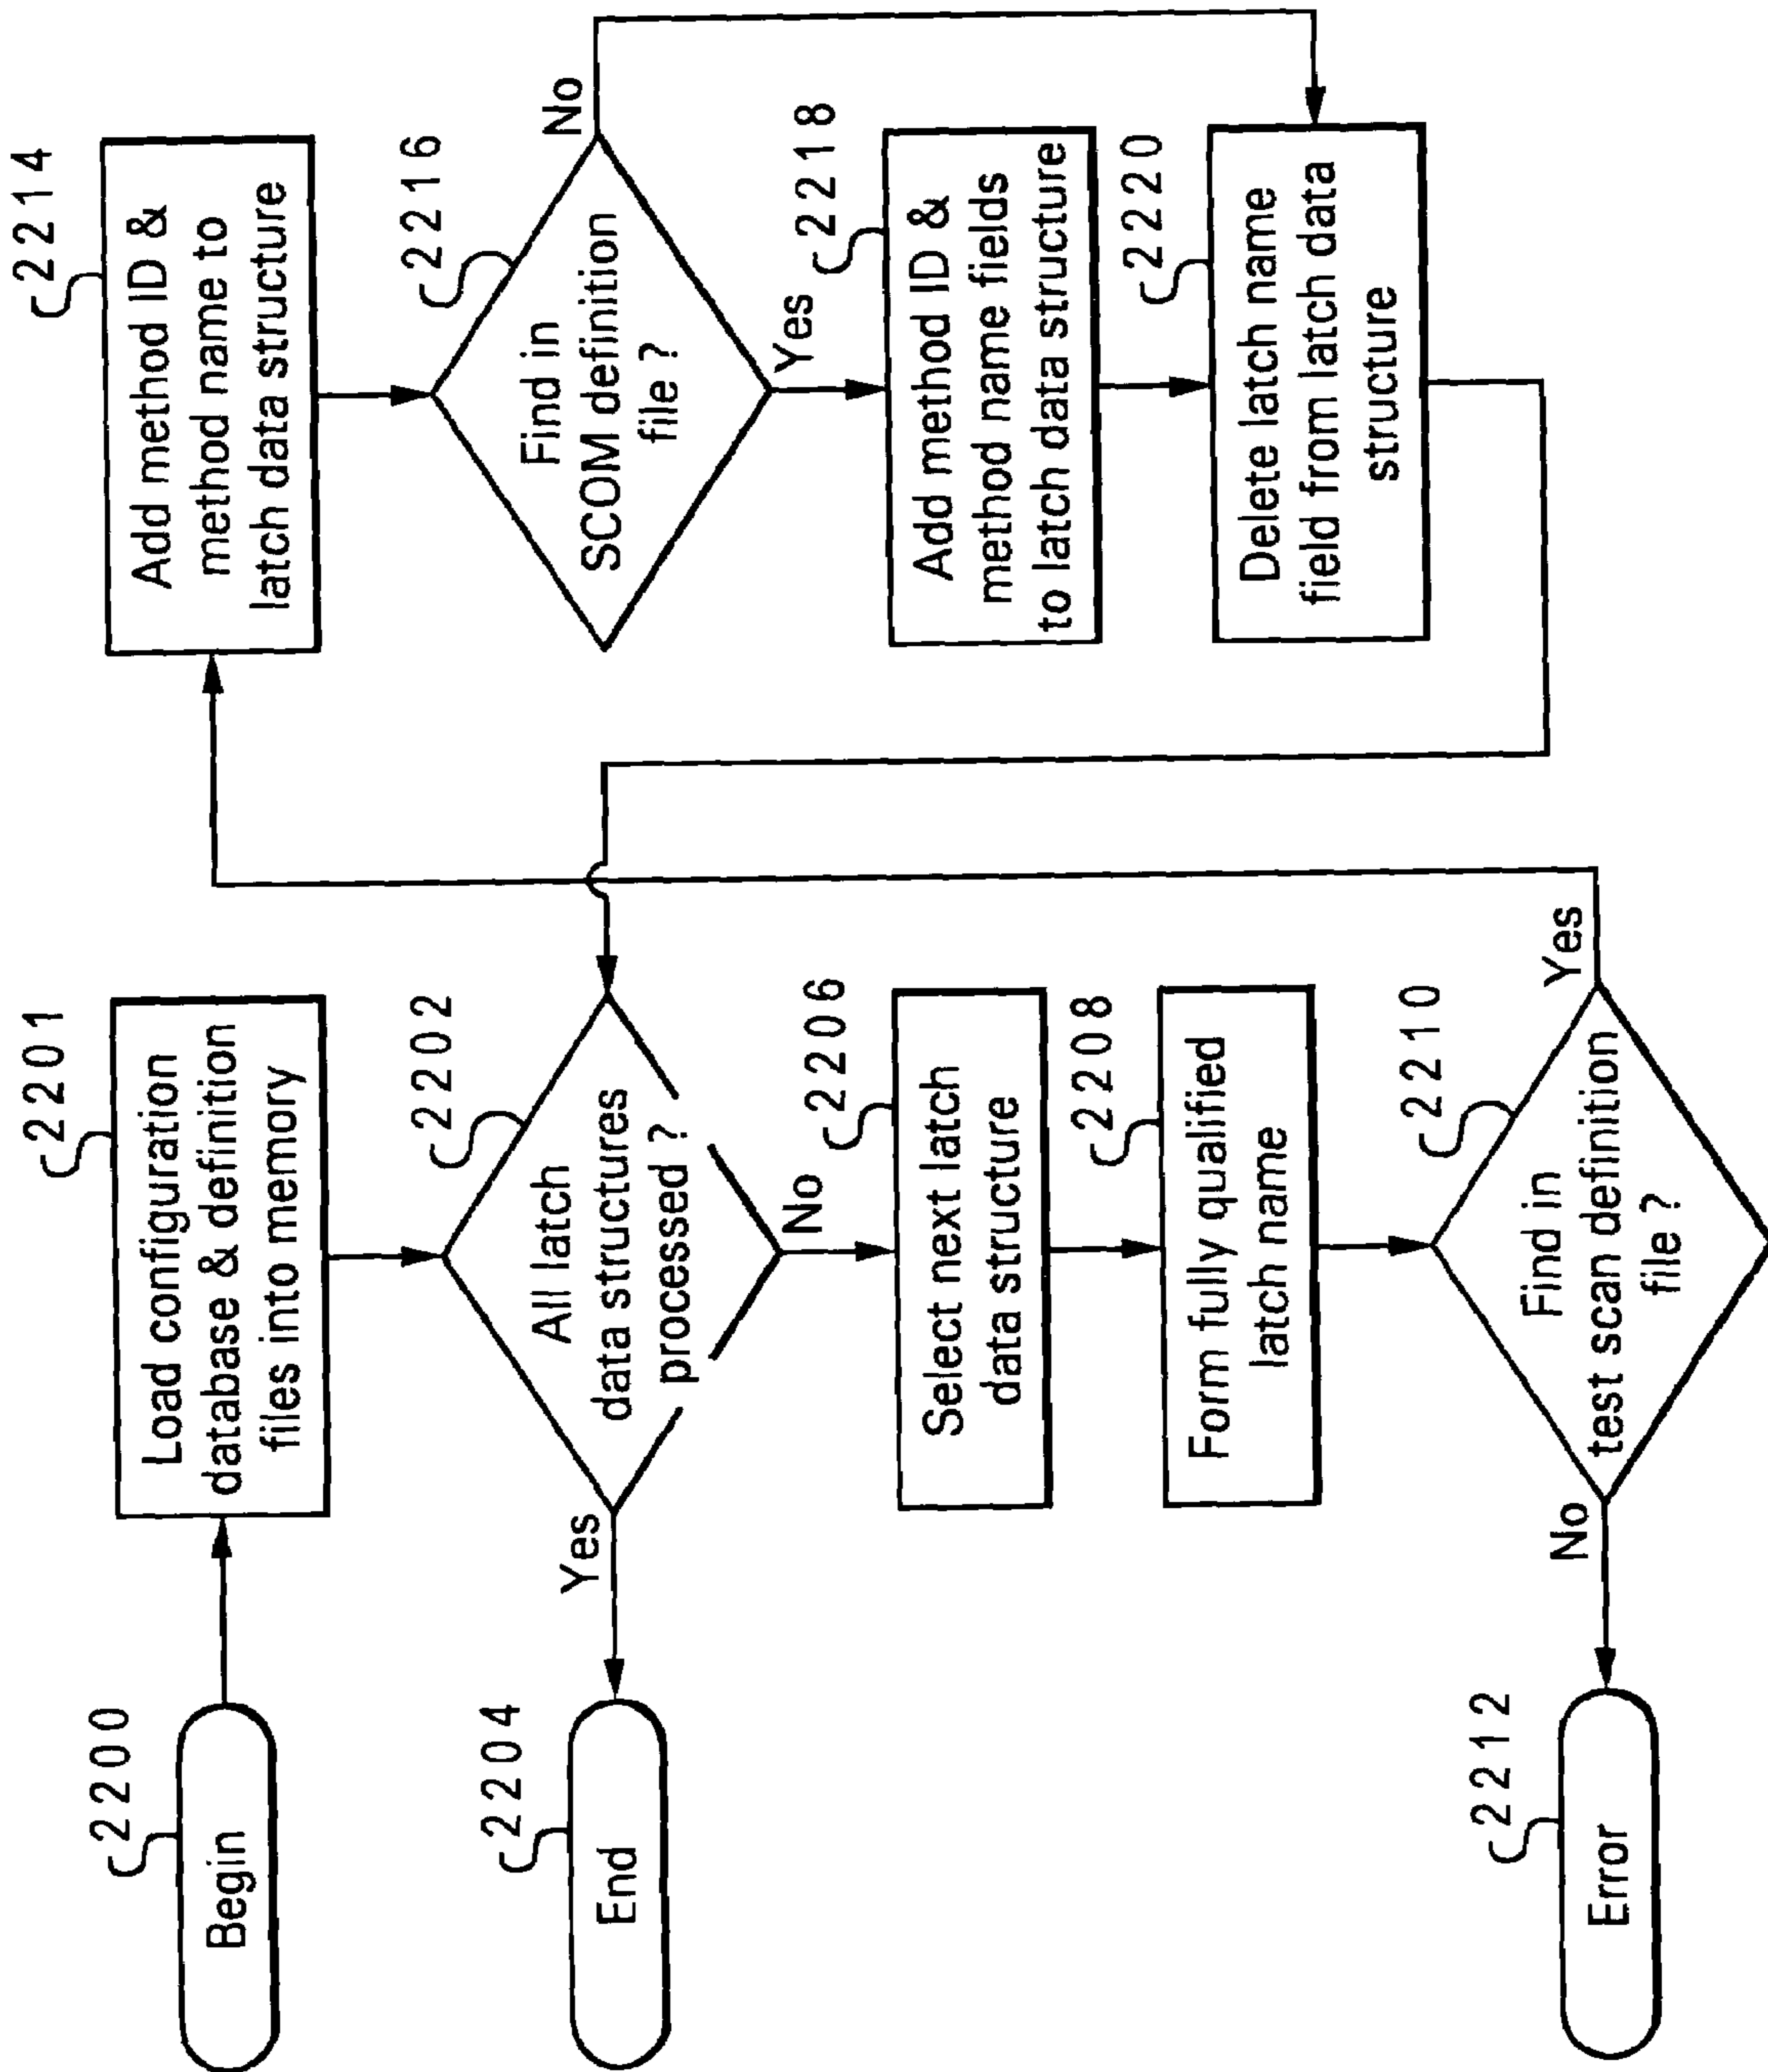 2200
Begin
2201
Load configuration
database & definition
files into memory
2202
All latch
data structures
processed ?
Yes
No
2204
End
2206
Select next latch
data structure
2208
Form fully qualified
latch name
2210
Find in
test scan definition
file ?
No
Yes
2212
Error
2214
Add method ID &
method name to
latch data structure
2216
Find in
SCOM definition
file ?
No
Yes
2218
Add method ID &
method name fields
to latch data structure
2220
Delete latch name
field from latch data
structure